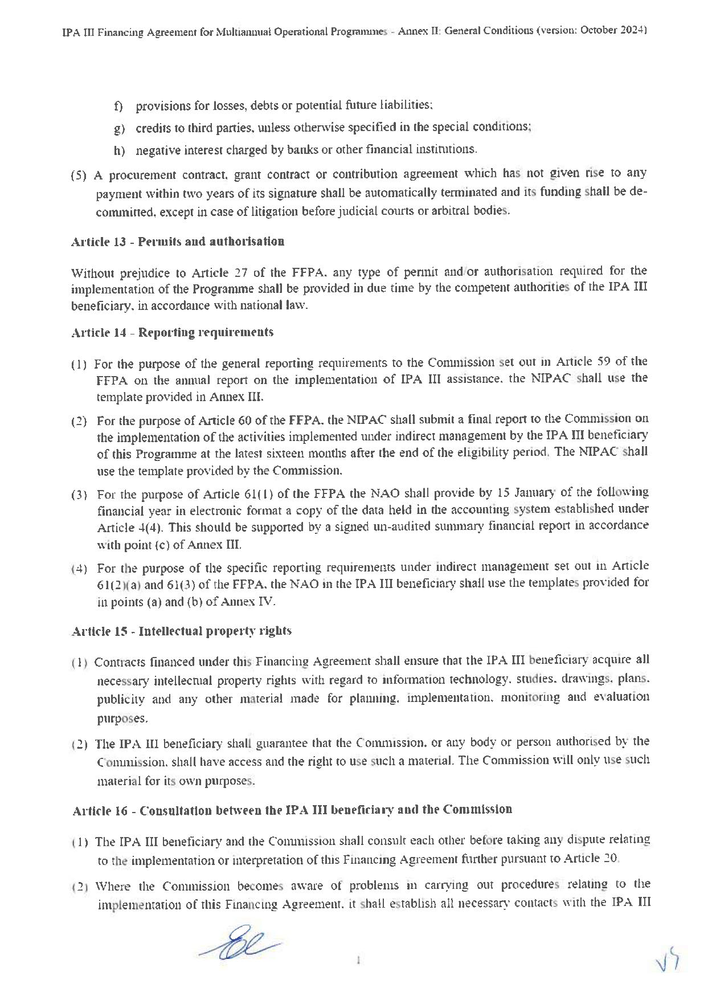 IPA III Financing Agreement for Multiannual Operational Programmes - Annex II: General Conditions (version: October 2024)
f) provisions for losses, debts or potential future liabilities;
g) credits to third parties, unless otherwise specified in the special conditions;
h) negative interest charged by banks or other financial institutions.
(5) A procurement contract, grant contract or contribution agreement which has not given rise to any
payment within two years of its signature shall be automatically terminated and its funding shall be de-
committed, except in case of litigation before judicial courts or arbitral bodies.
Article 13 - Permits and authorisation
Without prejudice to Article 27 of the FFPA, any type of permit and/or authorisation required for the
implementation of the Programme shall be provided in due time by the competent authorities of the IPA III
beneficiary, in accordance with national law.
Article 14 - Reporting requirements
(1) For the purpose of the general reporting requirements to the Commission set out in Article 59 of the
FFPA on the annual report on the implementation of IPA III assistance, the NIPAC shall use the
template provided in Annex III.
(2) For the purpose of Article 60 of the FFPA, the NIPAC shall submit a final report to the Commission on
the implementation of the activities implemented under indirect management by the IPA III beneficiary
of this Programme at the latest sixteen months after the end of the eligibility period. The NIPAC shall
use the template provided by the Commission.
(3) For the purpose of Article 61(1) of the FFPA the NAO shall provide by 15 January of the following
financial year in electronic format a copy of the data held in the accounting system established under
Article 4(4). This should be supported by a signed un-audited summary financial report in accordance
with point (c) of Annex III.
(4) For the purpose of the specific reporting requirements under indirect management set out in Article
61(2)(a) and 61(3) of the FFPA, the NAO in the IPA III beneficiary shall use the templates provided for
in points (a) and (b) of Annex IV.
Article 15 - Intellectual property rights
(1) Contracts financed under this Financing Agreement shall ensure that the IPA III beneficiary acquire all
necessary intellectual property rights with regard to information technology, studies, drawings, plans,
publicity and any other material made for planning, implementation, monitoring and evaluation
purposes.
(2) The IPA III beneficiary shall guarantee that the Commission, or any body or person authorised by the
Commission, shall have access and the right to use such a material. The Commission will only use such
material for its own purposes.
Article 16 - Consultation between the IPA III beneficiary and the Commission
(1) The IPA III beneficiary and the Commission shall consult each other before taking any dispute relating
to the implementation or interpretation of this Financing Agreement further pursuant to Article 20.
(2) Where the Commission becomes aware of problems in carrying out procedures relating to the
implementation of this Financing Agreement, it shall establish all necessary contacts with the IPA III